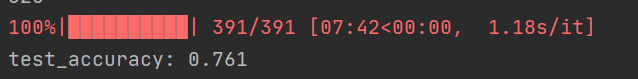 100%|██████████| 391/391 [07:42<00:00,  1.18s/it]
test_accuracy: 0.761